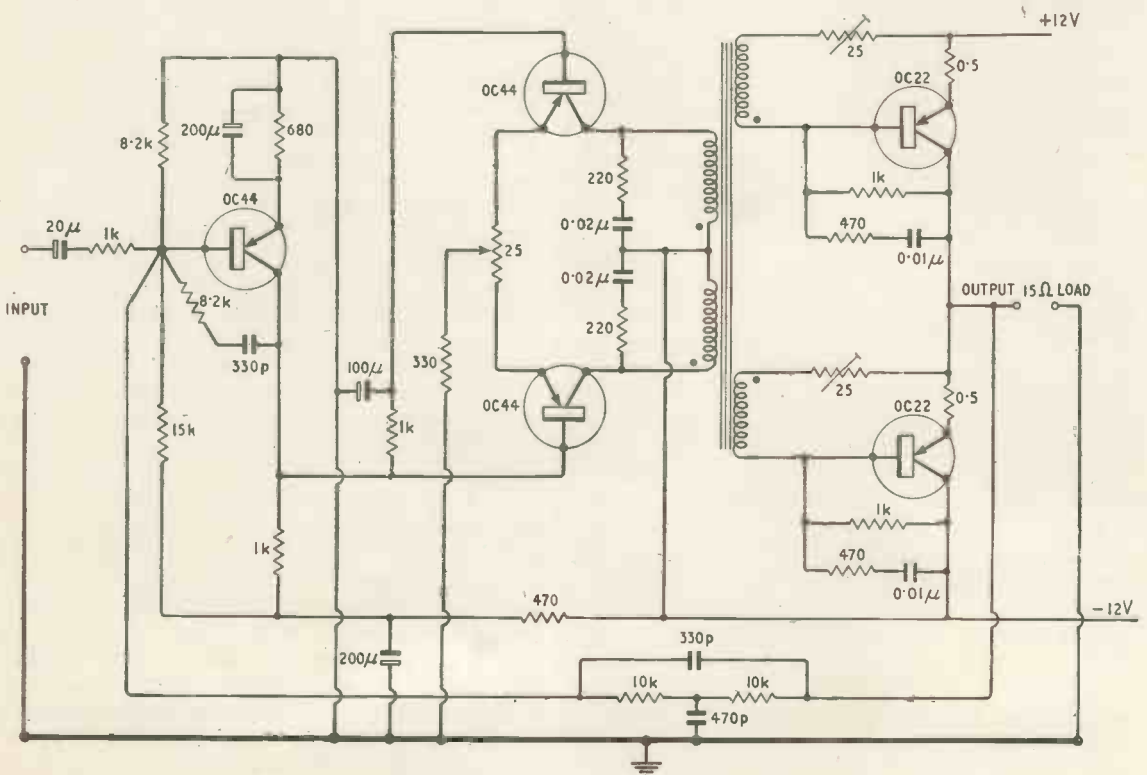 +12V
25
0·5
OC44
OC22
200μ
680
8·2k
1k
220
470
0·01μ
OC44
20μ
1k
0·02μ
25
0·02μ
INPUT
OUTPUT 15Ω LOAD
8·2k
220
330p
330
100μ
25
0·5
OC44
OC22
15k
1k
1k
1k
470
0·01μ
470
-12V
200μ
330p
10k
10k
470p